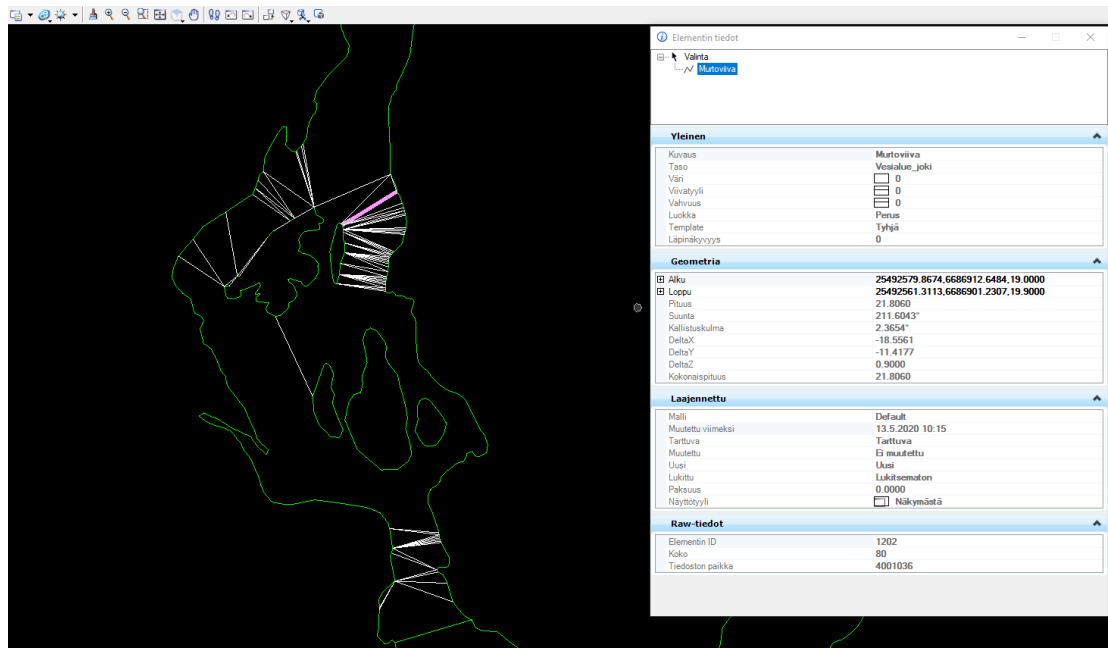 Elementin tiedot
Valinta
Murtoviiva
Yleinen
Kuvaus Murtoviiva
Taso Vesialue_joki
Väri 0
Viivatyyli 0
Vahvuus 0
Luokka Perus
Template Tyhjä
Läpinäkyvyys 0
Geometria
Alku 25492579.8674,6686912.6484,19.0000
Loppu 25492561.3113,6686901.2307,19.9000
Pituus 21.8060
Suunta 211.6043°
Kallistuskulma 2.3654°
DeltaX -18.5561
DeltaY -11.4177
DeltaZ 0.9000
Kokonaispituus 21.8060
Laajennettu
Malli Default
Muutettu viimeksi 13.5.2020 10:15
Tarttuva Tarttuva
Muutettu Ei muutettu
Uusi Uusi
Lukittu Lukitsematon
Paksuus 0.0000
Näyttötyyli Näkymästä
Raw-tiedot
Elementin ID 1202
Koko 80
Tiedoston paikka 4001036